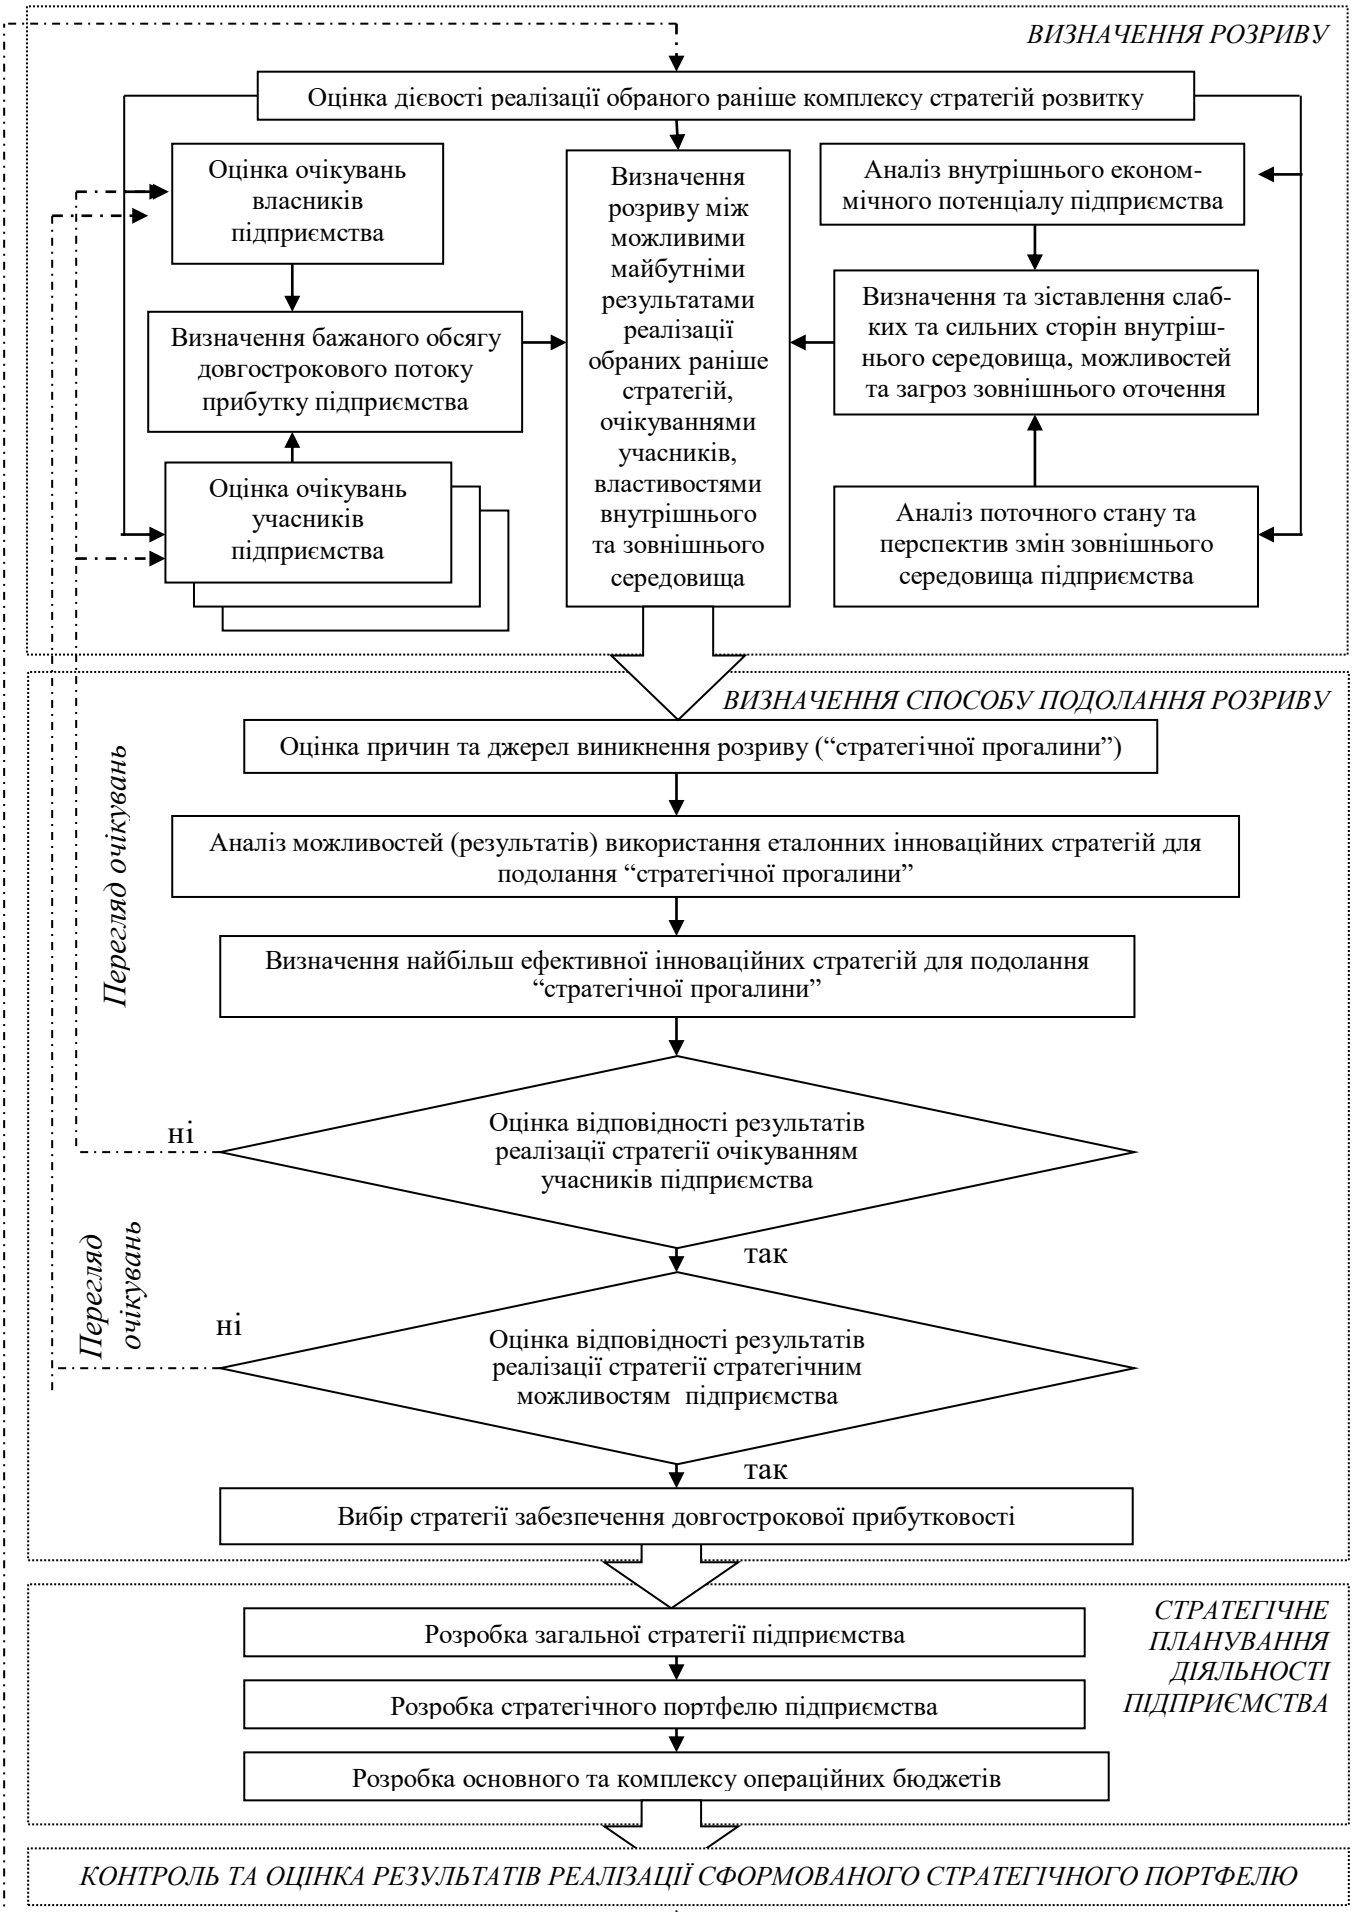 ВИЗНАЧЕННЯ РОЗРИВУ
Оцінка дієвості реалізації обраного раніше комплексу стратегій розвитку
Оцінка очікувань
власників
підприємства
Визначення бажаного обсягу
довгострокового потоку
прибутку підприємства
Оцінка очікувань
учасників
підприємства
Визначення
розриву між
можливими
майбутніми
результатами
реалізації
обраних раніше
стратегій,
очікуваннями
учасників,
властивостями
внутрішнього
та зовнішнього
середовища
Аналіз внутрішнього еконм-
мічного потенціалу підприємства
Визначення та зіставлення слаб-
ких та сильних сторін внутріш-
нього середовища, можливостей
та загроз зовнішнього оточення
Аналіз поточного стану та
перспектив змін зовнішнього
середовища підприємства
ВИЗНАЧЕННЯ СПОСОБУ ПОДОЛАННЯ РОЗРИВУ
Оцінка причин та джерел виникнення розриву (“стратегічної прогалини”)
Аналіз можливостей (результатів) використання еталонних інноваційних стратегій для
подолання “стратегічної прогалини”
Визначення найбільш ефективної інноваційних стратегій для подолання
“стратегічної прогалини”
Перегляд очікувань
Оцінка відповідності результатів
реалізації стратегії очікуванням
учасників підприємства
ні
так
Перегляд
очікувань
ні
Оцінка відповідності результатів
реалізації стратегії стратегічним
можливостям підприємства
так
Вибір стратегії забезпечення довгострокової прибутковості
СТРАТЕГІЧНЕ
ПЛАНУВАННЯ
ДІЯЛЬНОСТІ
ПІДПРИЄМСТВА
Розробка загальної стратегії підприємства
Розробка стратегічного портфелю підприємства
Розробка основного та комплексу операційних бюджетів
КОНТРОЛЬ ТА ОЦІНКА РЕЗУЛЬТАТІВ РЕАЛІЗАЦІЇ СФОРМОВАНОГО СТРАТЕГІЧНОГО ПОРТФЕЛЮ